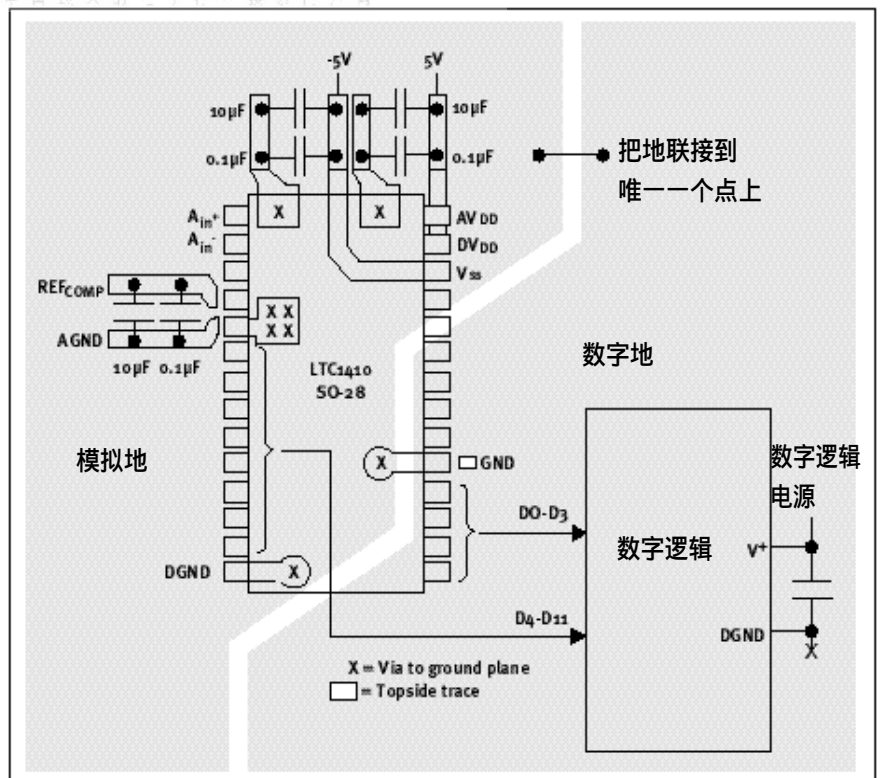 -5V
5V
10µF
10µF
0.1µF
0.1µF
把地联接到
唯一一个点上
X
X
Ain+
Ain-
AVDD
DVDD
Vss
REFCOMP
X X
X X
AGND
10µF 0.1µF
LTC1410
SO-28
数字地
模拟地
X
GND
数字逻辑
电源
D0-D3
数字逻辑
V+
DGND
X
D4-D11
DGND
X
X = Via to ground plane
= Topside trace